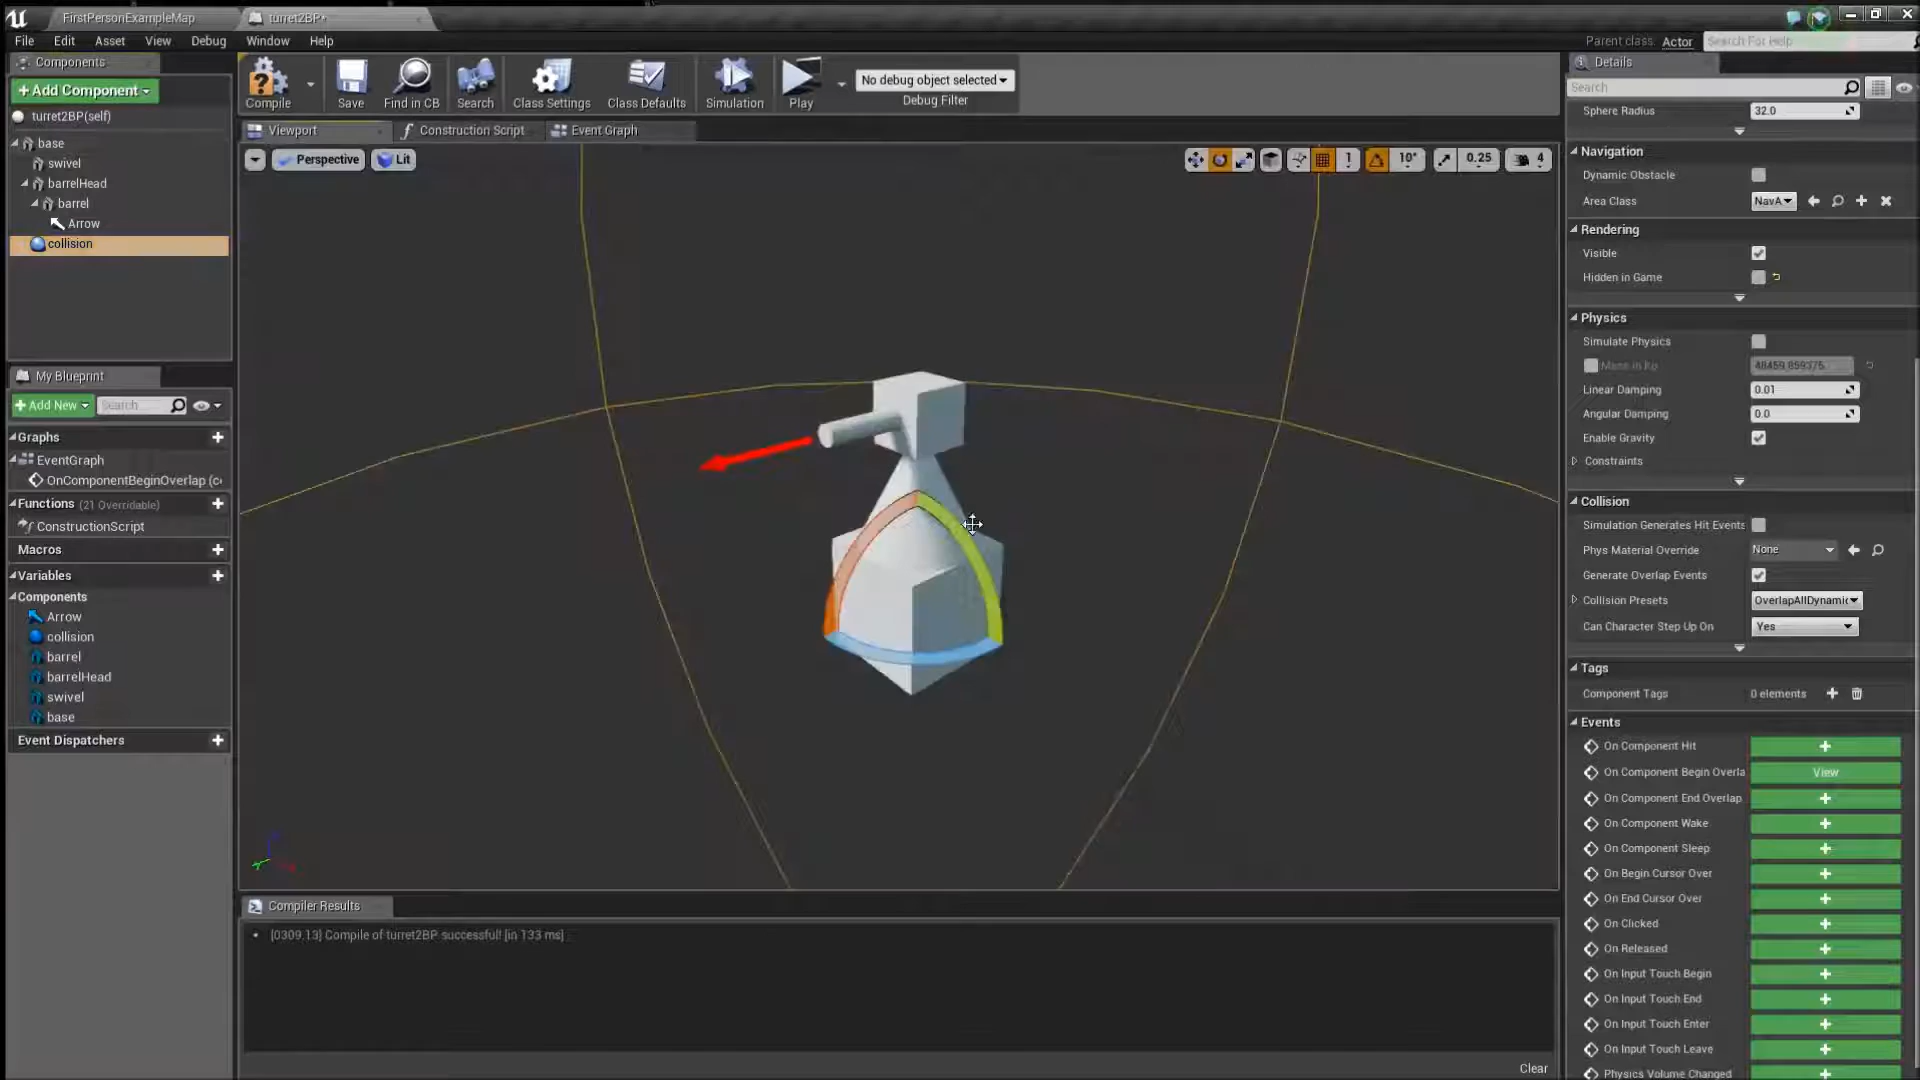 FirstPersonExampleMap
turret2BP*
File Edit Asset View Debug Window Help
Parent class: Actor
Search For Help
Components
+Add Component
turret2BP(self)
base
swivel
barrelHead
barrel
Arrow
collision
My Blueprint
+Add New
Search
Graphs
EventGraph
OnComponentBeginOverlap (c
Functions (21 Overridable)
ConstructionScript
Macros
Variables
Components
Arrow
collision
barrel
barrelHead
swivel
base
Event Dispatchers
Compile
Save
Find in CB
Search
Class Settings
Class Defaults
Simulation
Play
No debug object selected
Debug Filter
Viewport
Construction Script
Event Graph
Perspective
Lit
1
10°
0.25
4
Compiler Results
[0309.13] Compile of turret2BP successful! [in 133 ms]
Clear
Details
Search
Sphere Radius 32.0
Navigation
Dynamic Obstacle
Area Class NavA
Rendering
Visible
Hidden in Game
Physics
Simulate Physics
Mass in Kg 48459.859375
Linear Damping 0.01
Angular Damping 0.0
Enable Gravity
Constraints
Collision
Simulation Generates Hit Events
Phys Material Override None
Generate Overlap Events
Collision Presets OverlapAllDynamic
Can Character Step Up On Yes
Tags
Component Tags 0 elements
Events
On Component Hit
On Component Begin Overla View
On Component End Overlap
On Component Wake
On Component Sleep
On Begin Cursor Over
On End Cursor Over
On Clicked
On Released
On Input Touch Begin
On Input Touch End
On Input Touch Enter
On Input Touch Leave
Physics Volume Changed